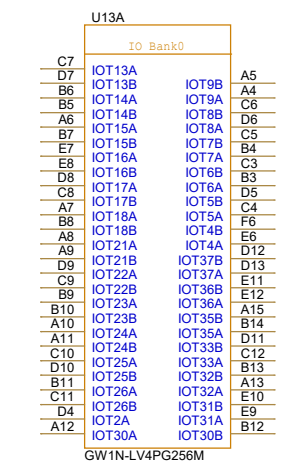 U13A
IO Bank0
C7 IOT13A
D7 IOT13B IOT9B A5
B6 IOT14A IOT9A A4
B5 IOT14B IOT8B C6
A6 IOT15A IOT8A D6
B7 IOT15B IOT7B C5
E7 IOT16A IOT7A B4
E8 IOT16B IOT6B C3
D8 IOT17A IOT6A B3
C8 IOT17B IOT5B D5
A7 IOT18A IOT5A C4
B8 IOT18B IOT4B F6
A8 IOT21A IOT4A E6
A9 IOT21B IOT37B D12
D9 IOT22A IOT37A D13
C9 IOT22B IOT36B E11
B9 IOT23A IOT36A E12
B10 IOT23B IOT35B A15
A10 IOT24A IOT35A B14
A11 IOT24B IOT33B D11
C10 IOT25A IOT33A C12
D10 IOT25B IOT32B B13
B11 IOT26A IOT32A A13
C11 IOT26B IOT31B E10
D4 IOT2A IOT31A E9
A12 IOT30A IOT30B B12
GW1N-LV4PG256M